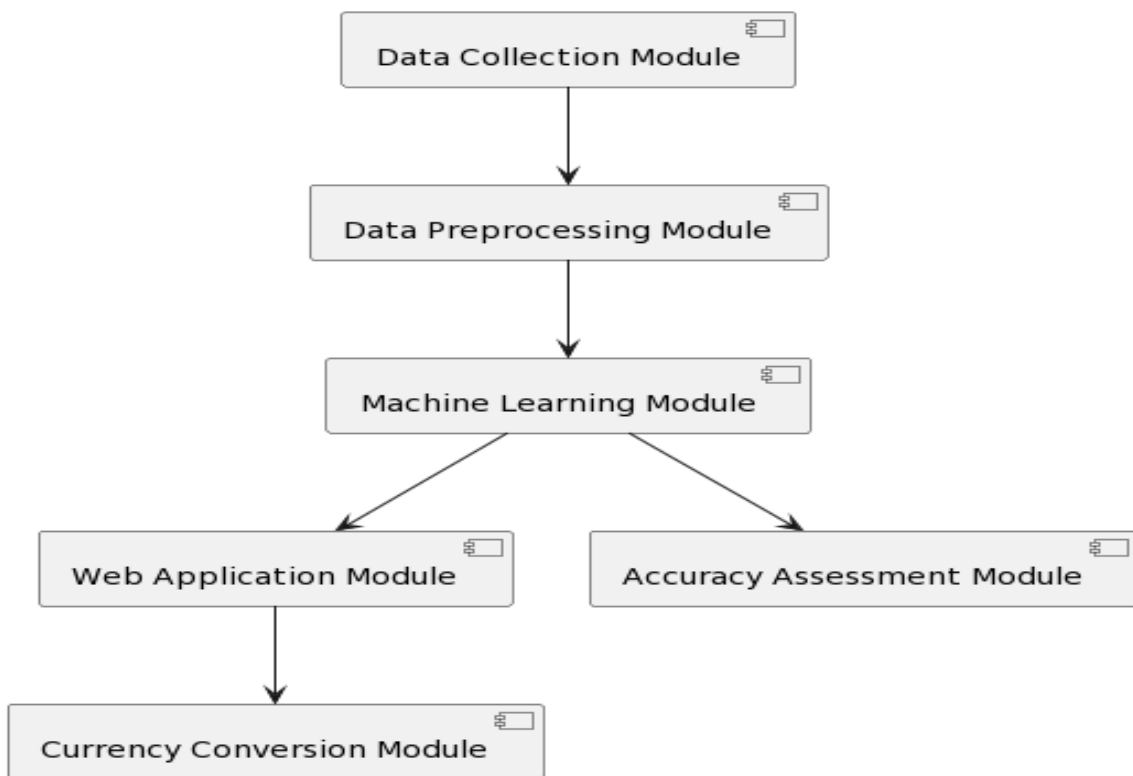 Data Collection Module
Data Preprocessing Module
Machine Learning Module
Web Application Module
Accuracy Assessment Module
Currency Conversion Module